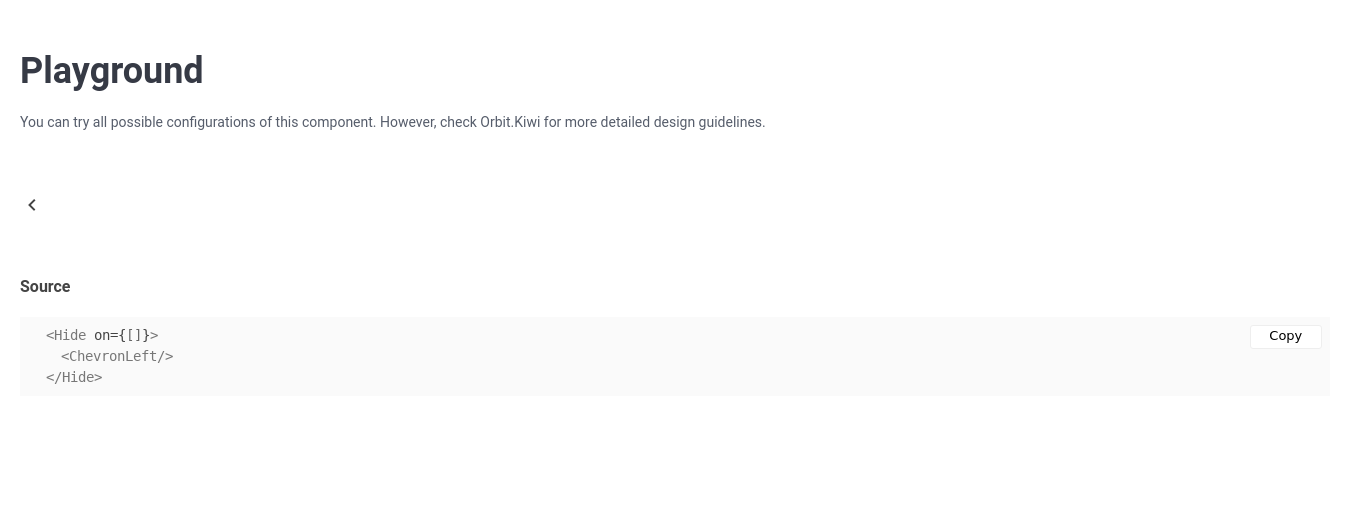 Playground
You can try all possible configurations of this component. However, check Orbit.Kiwi for more detailed design guidelines.
Source
<Hide on={[]}>
<ChevronLeft/>
</Hide>
Copy